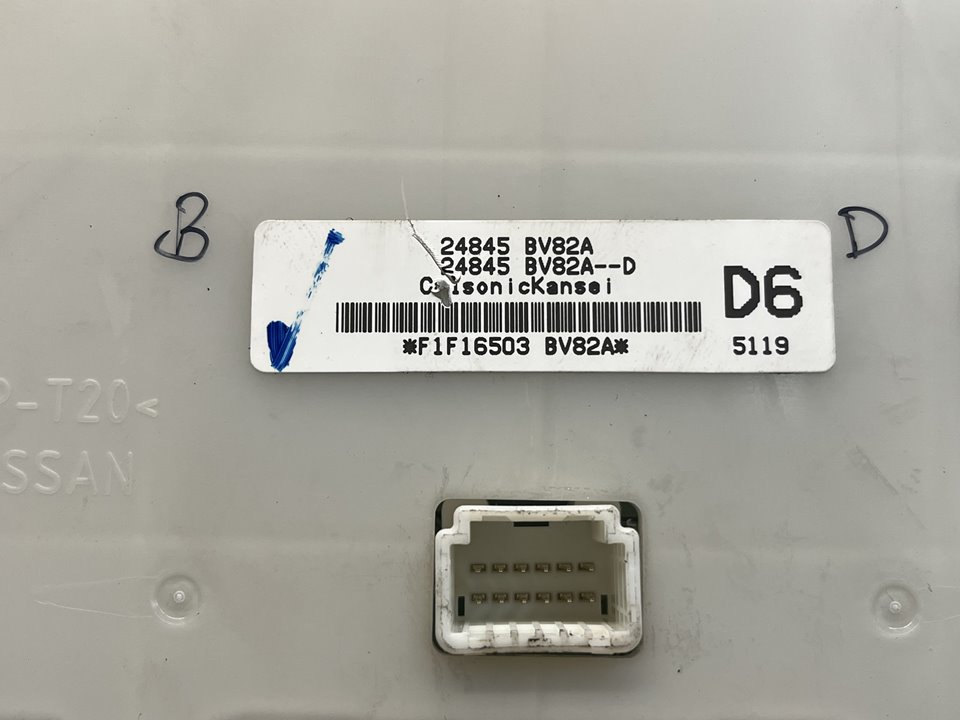 B
D
24845 BV82A
24845 BV82A--D
CalsonicKansei
D6
*F1F16503 BV82A*
5119
P-T20<
SSAN